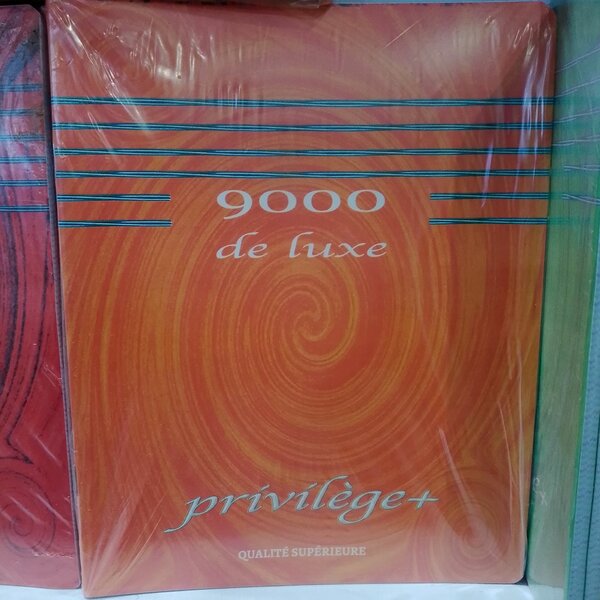 9000
de luxe
privilège+
QUALITÉ SUPÉRIEURE